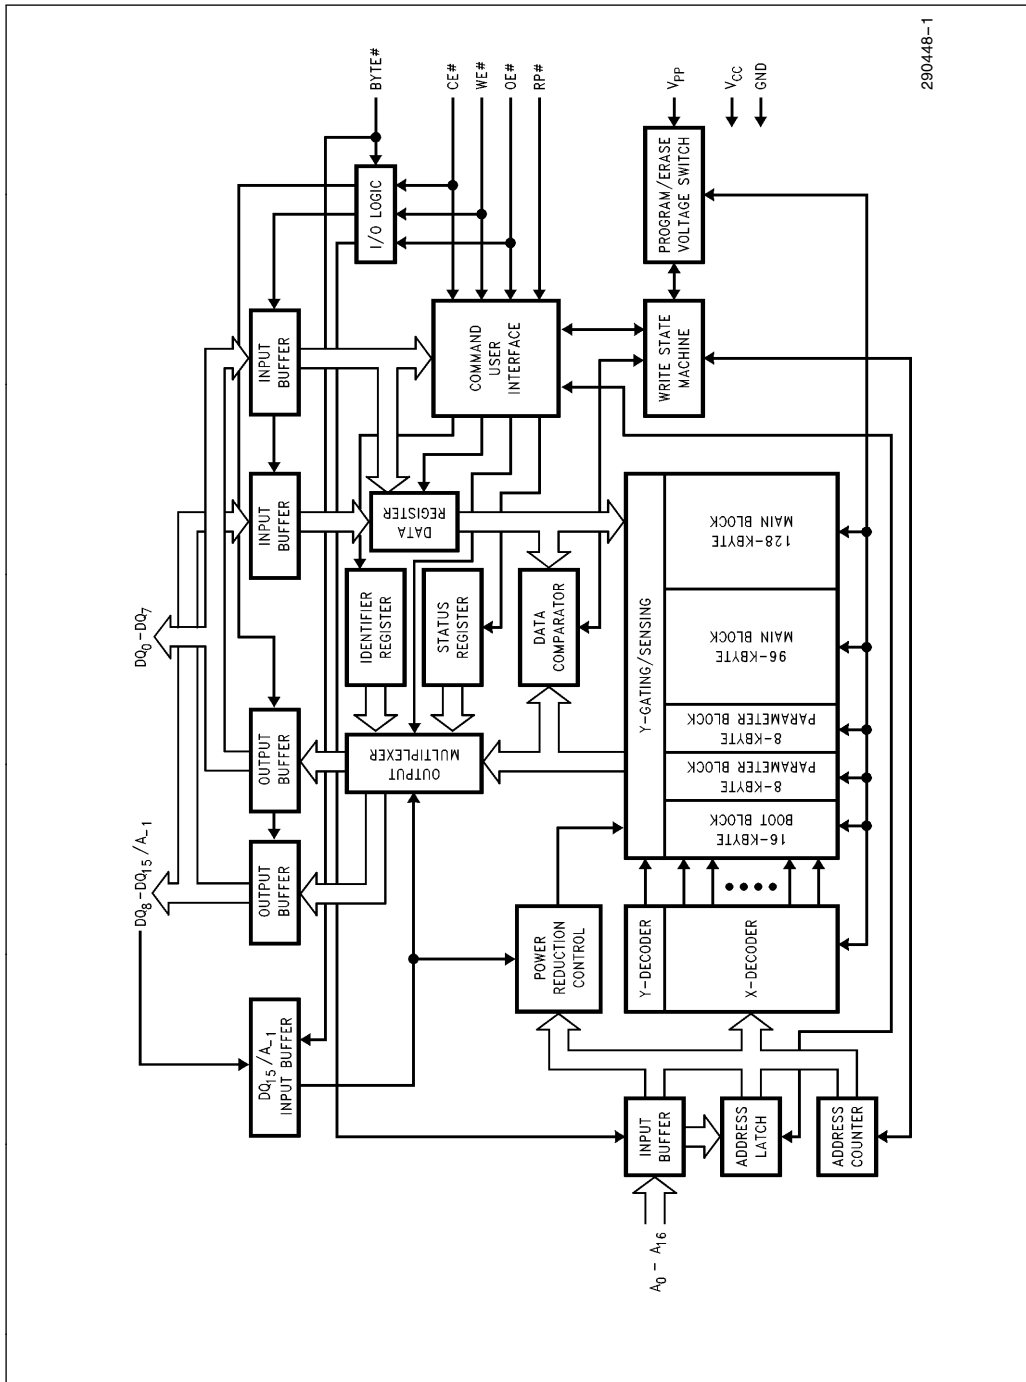 DQ8-DQ15/A-1
DQ0-DQ7
DQ15/A-1
INPUT BUFFER
OUTPUT
BUFFER
OUTPUT
BUFFER
INPUT
BUFFER
INPUT
BUFFER
I/O LOGIC
BYTE#
CE#
WE#
OE#
RP#
OUTPUT
MULTIPLEXER
IDENTIFIER
REGISTER
STATUS
REGISTER
DATA
REGISTER
COMMAND
USER
INTERFACE
POWER
REDUCTION
CONTROL
DATA
COMPARATOR
WRITE STATE
MACHINE
PROGRAM/ERASE
VOLTAGE SWITCH
VPP
VCC
GND
A0 - A16
INPUT
BUFFER
ADDRESS
LATCH
ADDRESS
COUNTER
Y-DECODER
X-DECODER
Y-GATING/SENSING
16-KBYTE
BOOT BLOCK
8-KBYTE
PARAMETER BLOCK
8-KBYTE
PARAMETER BLOCK
96-KBYTE
MAIN BLOCK
128-KBYTE
MAIN BLOCK
290448-1